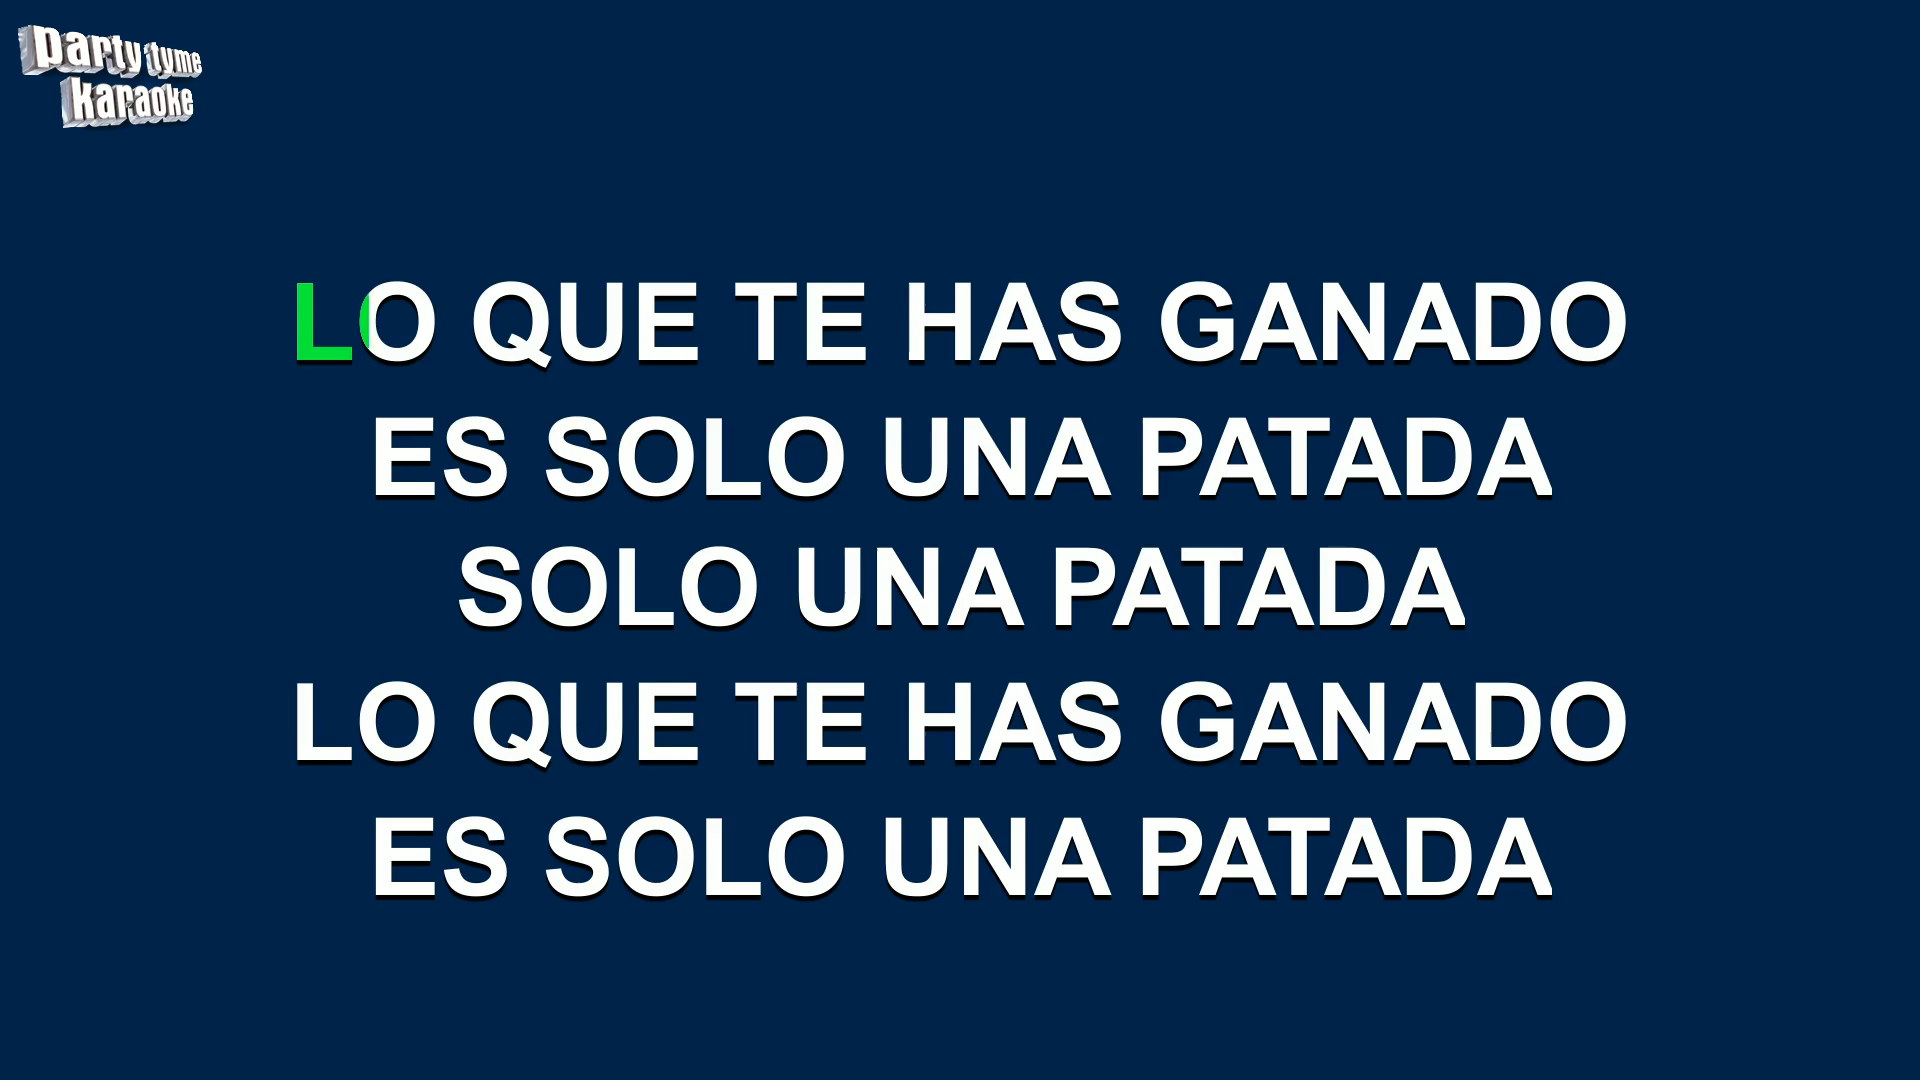 party tyme
karaoke
LO QUE TE HAS GANADO
ES SOLO UNA PATADA
SOLO UNA PATADA
LO QUE TE HAS GANADO
ES SOLO UNA PATADA